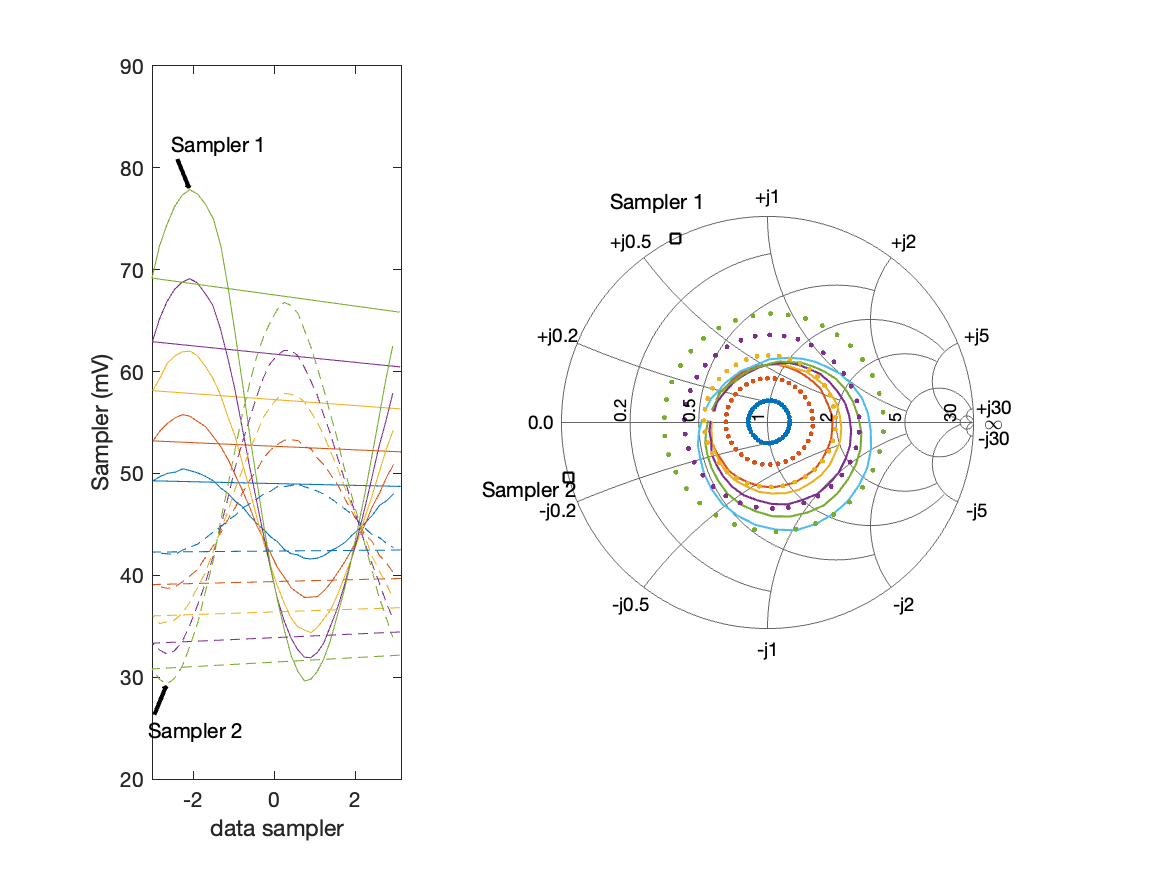 90
80
70
60
50
40
30
20
Sampler (mV)
Sampler 1
Sampler 2
-2
0
2
data sampler
Sampler 1
+j1
+j0.5
+j2
+j0.2
+j5
0.0
0.2
0.5
1
2
5
30
+j30
∞
-j30
Sampler 2
-j0.2
-j5
-j0.5
-j2
-j1